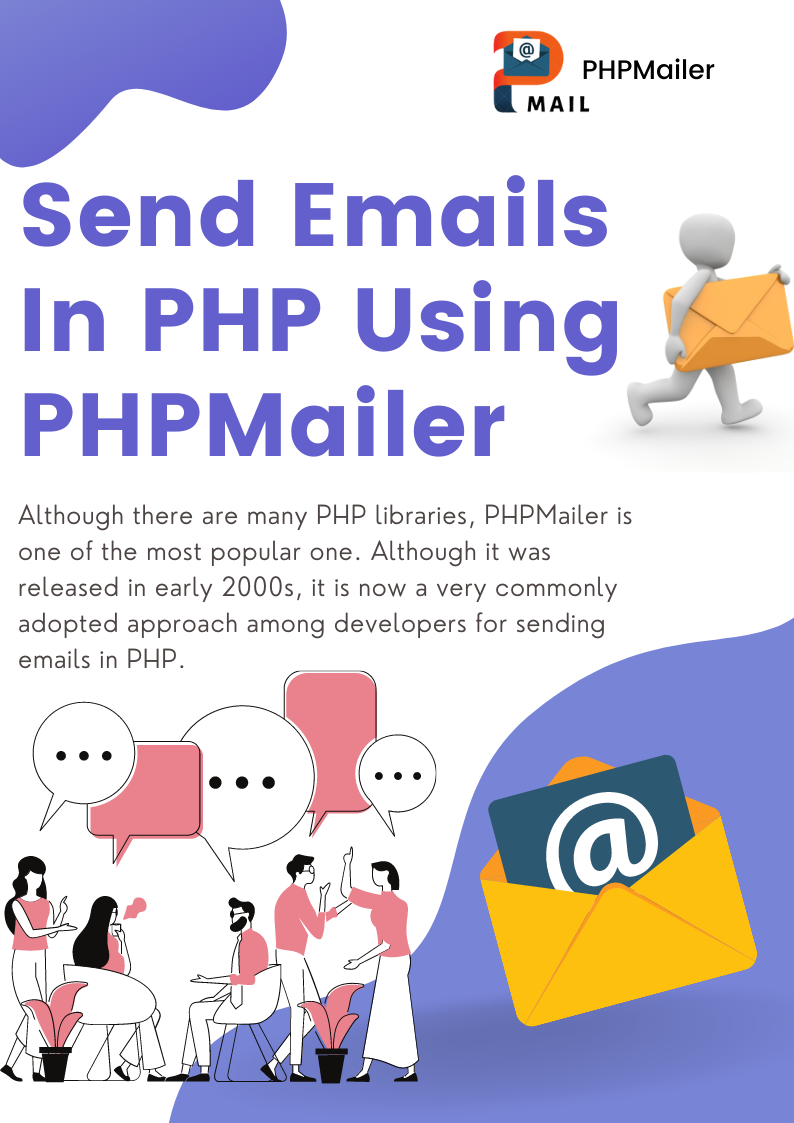 @
MAIL
PHPMailer
Send Emails
In PHP Using
PHPMailer
Although there are many PHP libraries, PHPMailer is
one of the most popular one. Although it was
released in early 2000s, it is now a very commonly
adopted approach among developers for sending
emails in PHP.
@